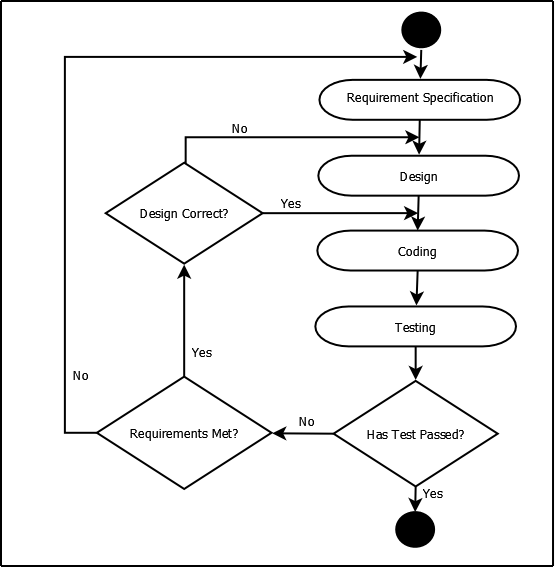 Requirement Specification
No
Design
Design Correct?
Yes
Coding
Testing
Yes
No
No
Requirements Met?
Has Test Passed?
Yes